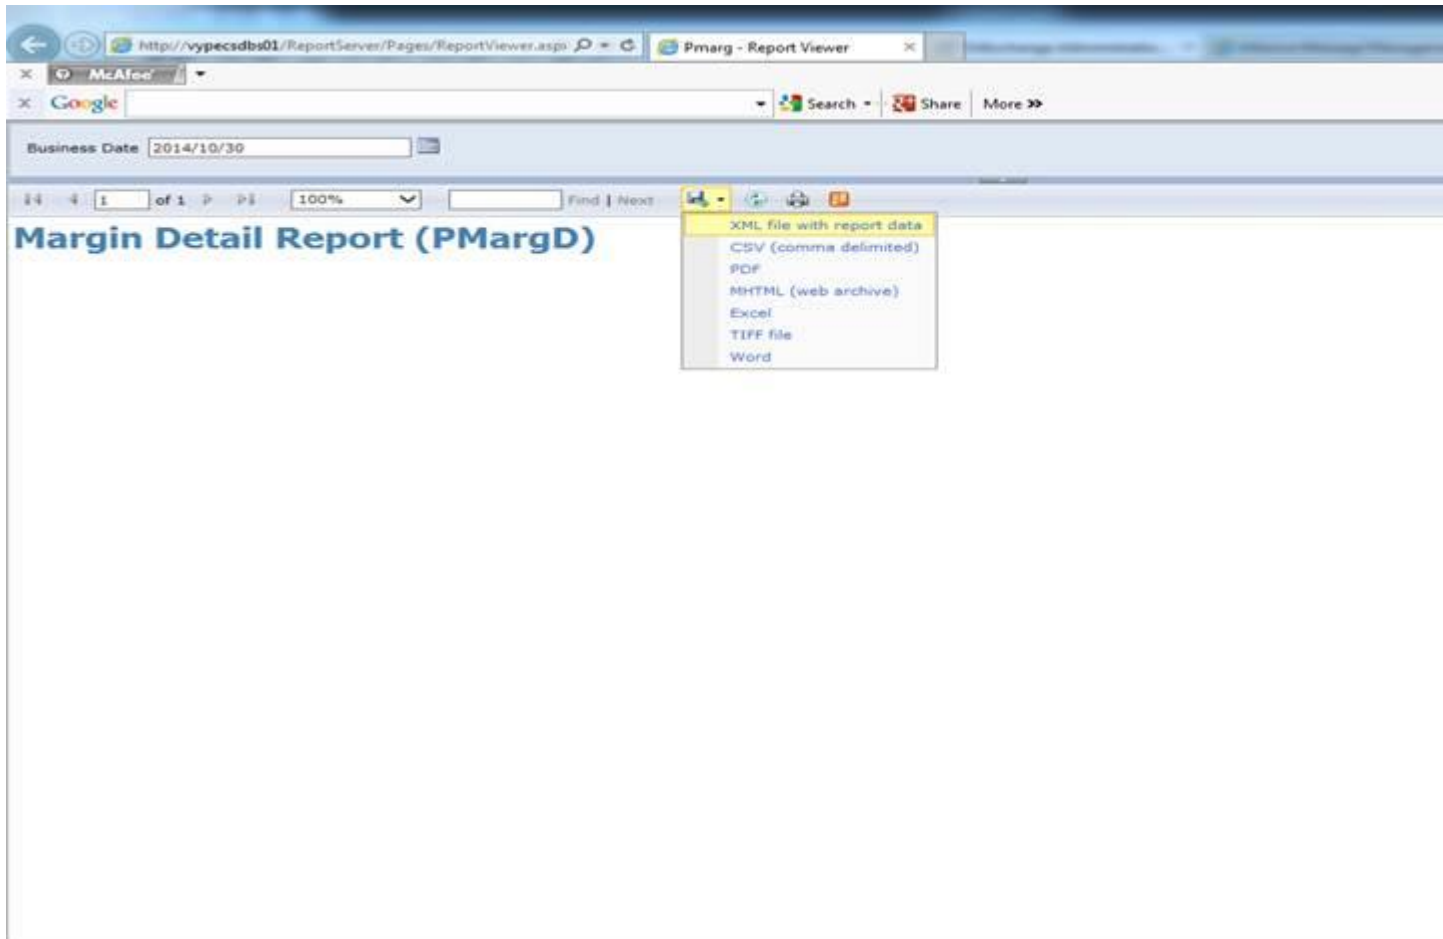 http://vypecsdbs01/ReportServer/Pages/ReportViewer.aspx
Pmarg - Report Viewer
McAfee
Google
Search
Share
More »
Business Date 2014/10/30
1 of 1
100%
Find | Next
XML file with report data
Margin Detail Report (PMargD)
CSV (comma delimited)
PDF
MHTML (web archive)
Excel
TIFF file
Word